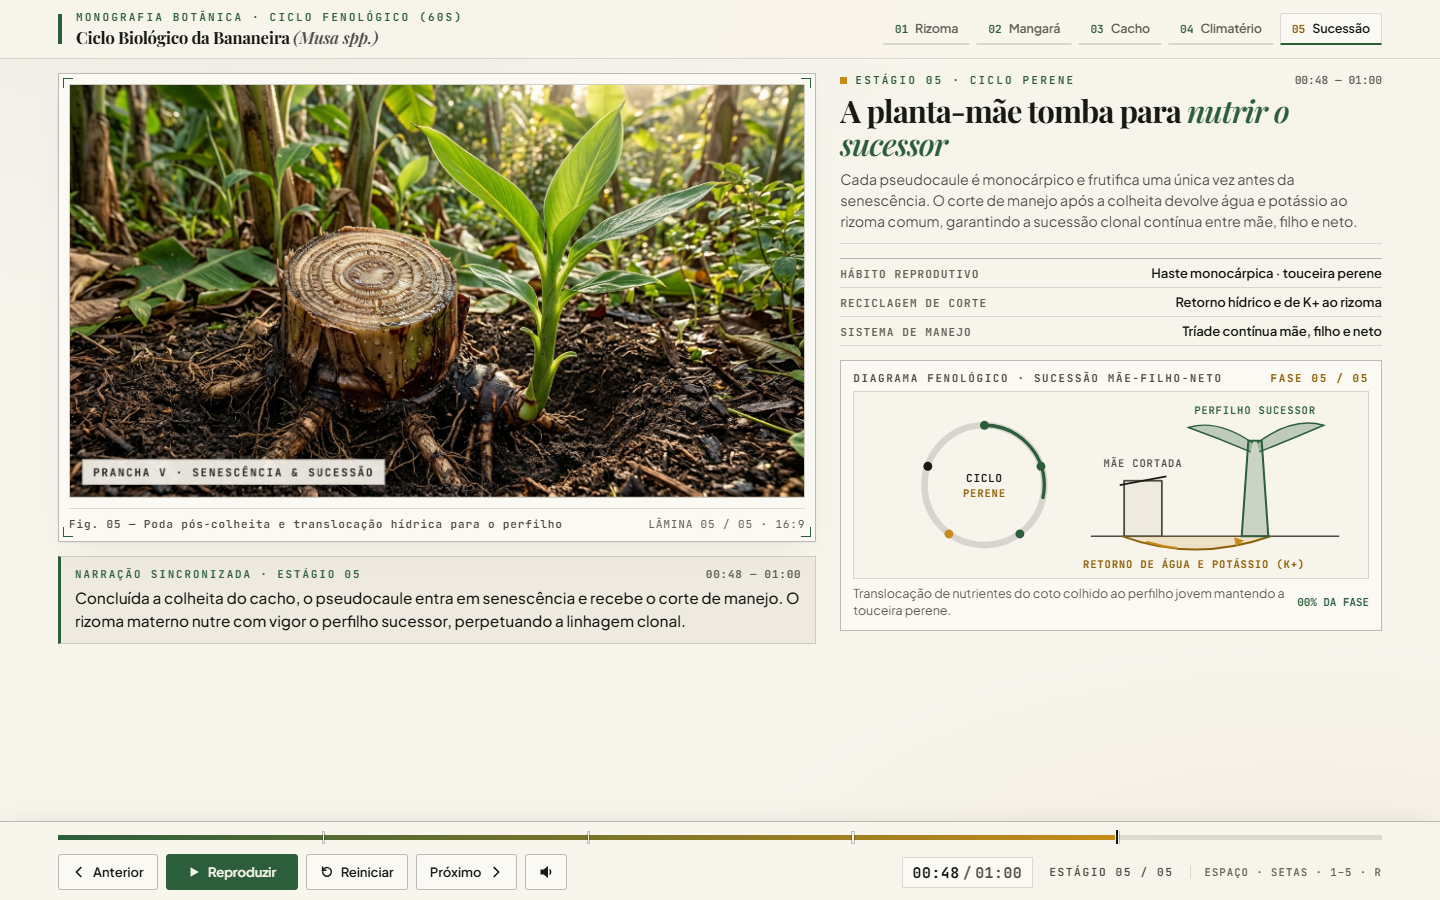 MONOGRAFIA BOTÂNICA · CICLO FENOLÓGICO (60S)
Ciclo Biológico da Bananeira (Musa spp.)
01 Rizoma
02 Mangará
03 Cacho
04 Climatério
05 Sucessão
PRANCHA V · SENESCÊNCIA & SUCESSÃO
Fig. 05 — Poda pós-colheita e translocação hídrica para o perfilho
LÂMINA 05 / 05 · 16:9
NARRAÇÃO SINCRONIZADA · ESTÁGIO 05
00:48 — 01:00
Concluída a colheita do cacho, o pseudocaule entra em senescência e recebe o corte de manejo. O
rizoma materno nutre com vigor o perfilho sucessor, perpetuando a linhagem clonal.
ESTÁGIO 05 · CICLO PERENE
00:48 — 01:00
A planta-mãe tomba para nutrir o
sucessor
Cada pseudocaule é monocárpico e frutifica uma única vez antes da
senescência. O corte de manejo após a colheita devolve água e potássio ao
rizoma comum, garantindo a sucessão clonal contínua entre mãe, filho e neto.
HÁBITO REPRODUTIVO
Haste monocárpica · touceira perene
RECICLAGEM DE CORTE
Retorno hídrico e de K+ ao rizoma
SISTEMA DE MANEJO
Tríade contínua mãe, filho e neto
DIAGRAMA FENOLÓGICO · SUCESSÃO MÃE-FILHO-NETO
FASE 05 / 05
PERFILHO SUCESSOR
MÃE CORTADA
CICLO
PERENE
RETORNO DE ÁGUA E POTÁSSIO (K+)
Translocação de nutrientes do coto colhido ao perfilho jovem mantendo a
touceira perene.
00% DA FASE
Anterior
Reproduzir
Reiniciar
Próximo
00:48 / 01:00
ESTÁGIO 05 / 05
ESPAÇO · SETAS · 1–5 · R